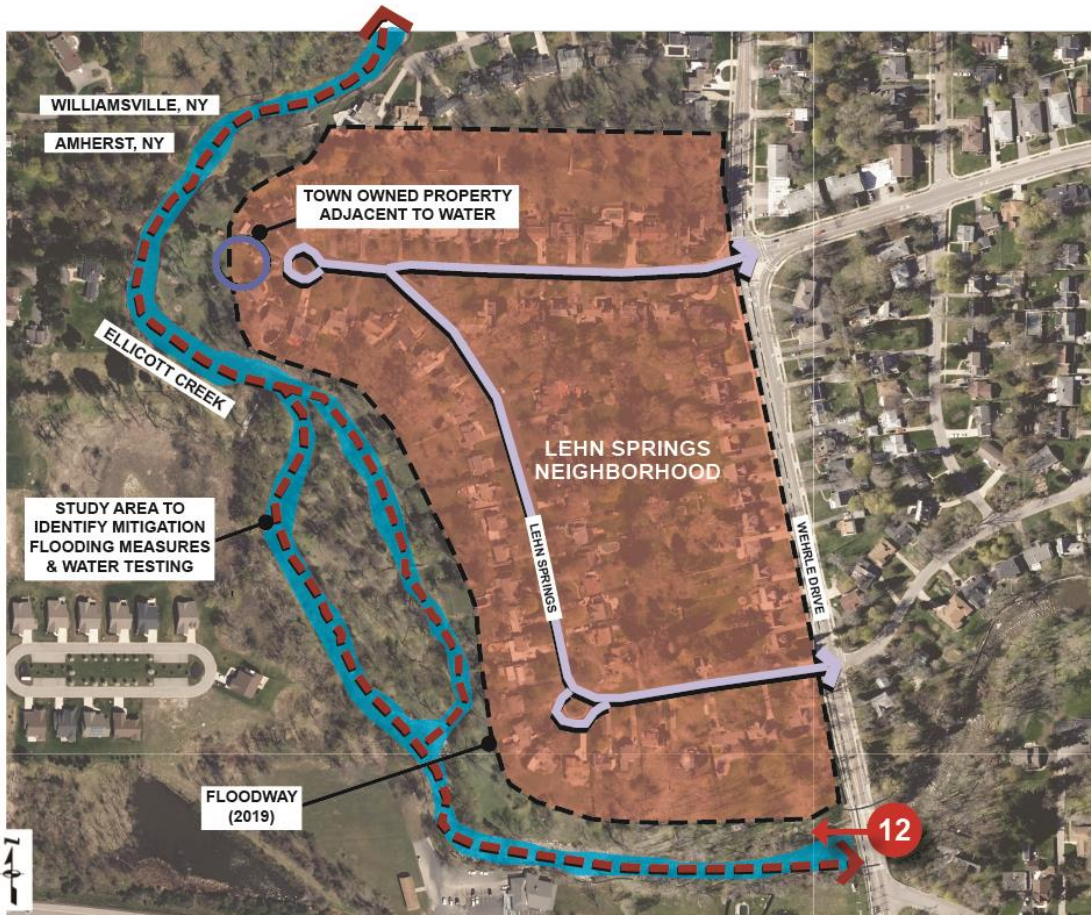 WILLIAMSVILLE, NY
AMHERST, NY
TOWN OWNED PROPERTY
ADJACENT TO WATER
ELLICOTT CREEK
LEHN SPRINGS
NEIGHBORHOOD
STUDY AREA TO
IDENTIFY MITIGATION
FLOODING MEASURES
& WATER TESTING
LEHN SPRINGS
WEHRLE DRIVE
FLOODWAY
(2019)
12
N